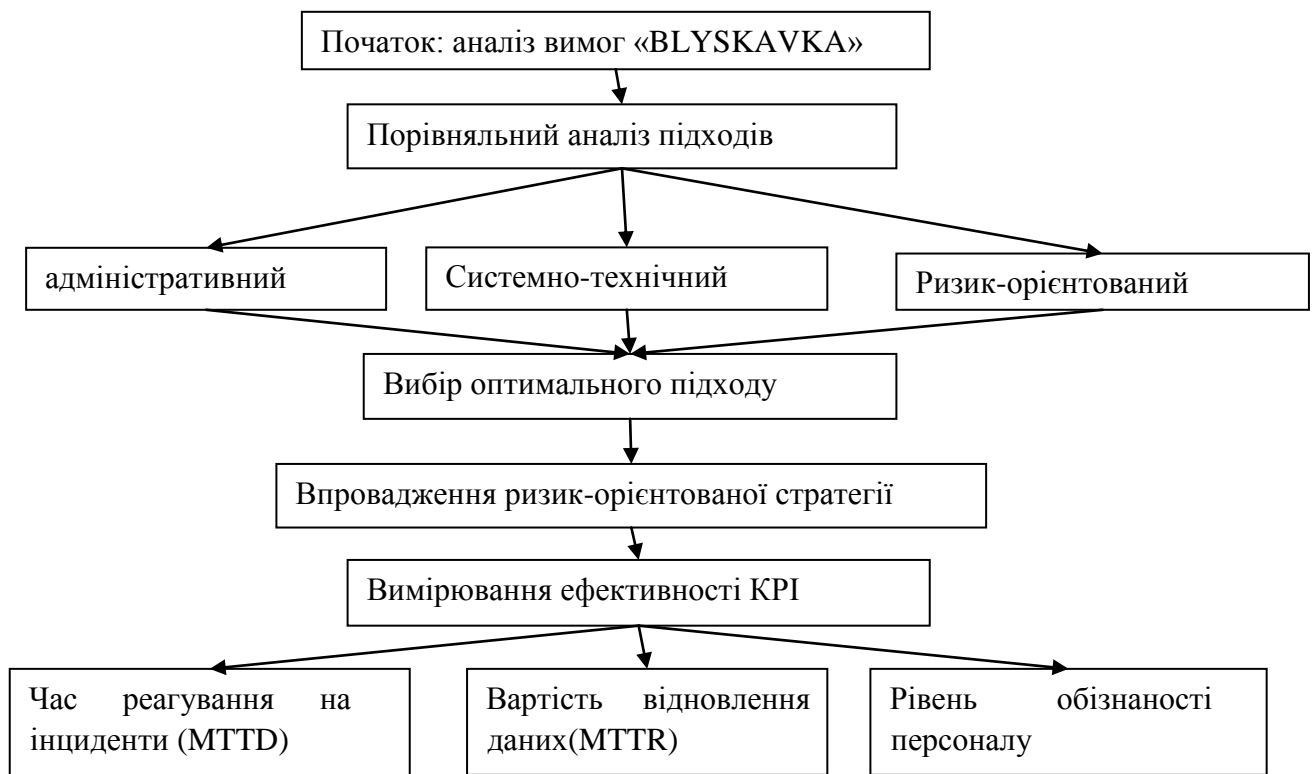 Початок: аналіз вимог «BLYSKAVKA»
Порівняльний аналіз підходів
адміністративний
Системно-технічний
Ризик-орієнтований
Вибір оптимального підходу
Впровадження ризик-орієнтованої стратегії
Вимірювання ефективності КРІ
Час реагування на
інциденти (MTTD)
Вартість відновлення
даних(MTTR)
Рівень обізнаності
персоналу